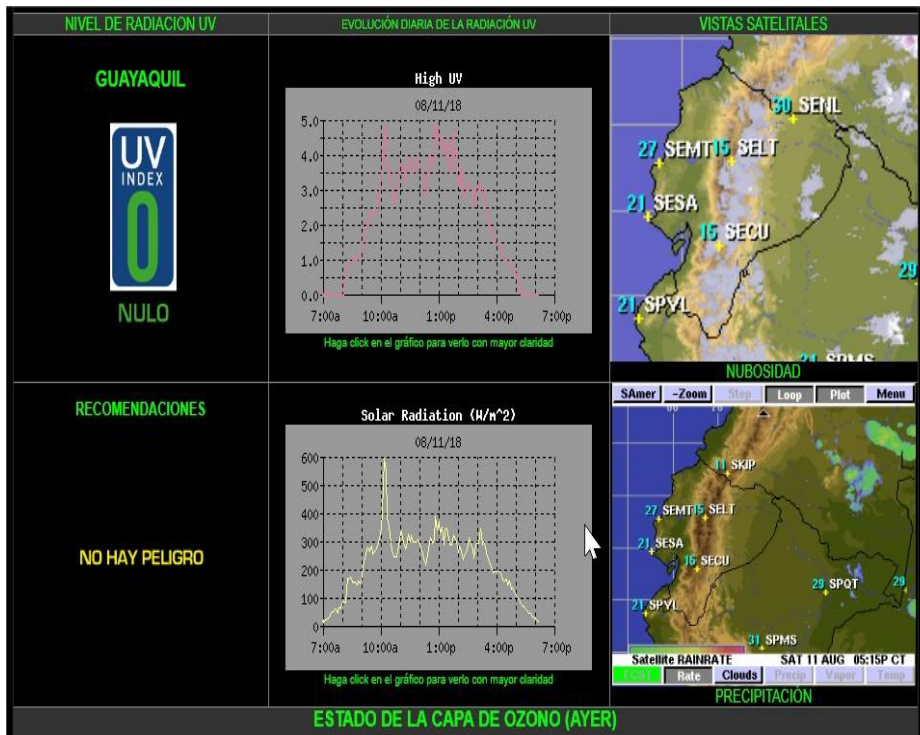 NIVEL DE RADIACION UV
EVOLUCIÓN DIARIA DE LA RADIACIÓN UV
VISTAS SATELITALES
GUAYAQUIL
UV
INDEX
0
NULO
High UV
08/11/18
5.0
4.0
3.0
2.0
1.0
0.0
7:00a 10:00a 1:00p 4:00p 7:00p
Haga click en el gráfico para verlo con mayor claridad
30 SENL
27 SEMT 15 SELT
21 SESA
15 SECU
29
21 SPYL
31 SPMS
NUBOSIDAD
RECOMENDACIONES
NO HAY PELIGRO
Solar Radiation (W/m^2)
08/11/18
600
500
400
300
200
100
0
7:00a 10:00a 1:00p 4:00p 7:00p
Haga click en el gráfico para verlo con mayor claridad
SAmer -Zoom Step Loop Plot Menu
11 SKIP
27 SEMT 15 SELT
21 SESA
15 SECU
29 SPQT 29
21 SPYL
31 SPMS
Satellite RAINRATE SAT 11 AUG 05:15P CT
FCST Rate Clouds Precip Vapor Temp
PRECIPITACIÓN
ESTADO DE LA CAPA DE OZONO (AYER)